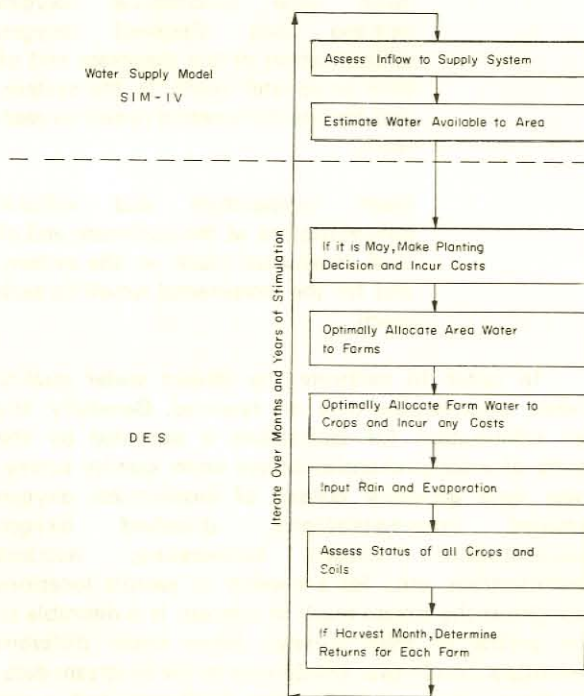 Water Supply Model
SIM-IV
Assess Inflow to Supply System
Estimate Water Available to Area
Iterate Over Months and Years of Stimulation
DES
If it is May, Make Planting
Decision and Incur Costs
Optimally Allocate Area Water
to Farms
Optimally Allocate Farm Water to
Crops and Incur any Costs
Input Rain and Evaporation
Assess Status of all Crops and
Soils
If Harvest Month, Determine
Returns for Each Farm